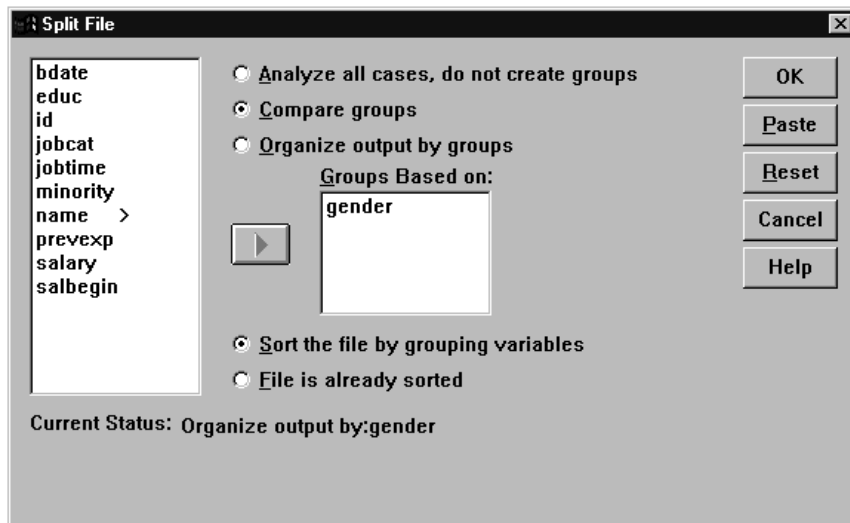 Split File
bdate
educ
id
jobcat
jobtime
minority
name >
prevexp
salary
salbegin
Analyze all cases, do not create groups
Compare groups
Organize output by groups
Groups Based on:
gender
Sort the file by grouping variables
File is already sorted
OK
Paste
Reset
Cancel
Help
Current Status: Organize output by:gender